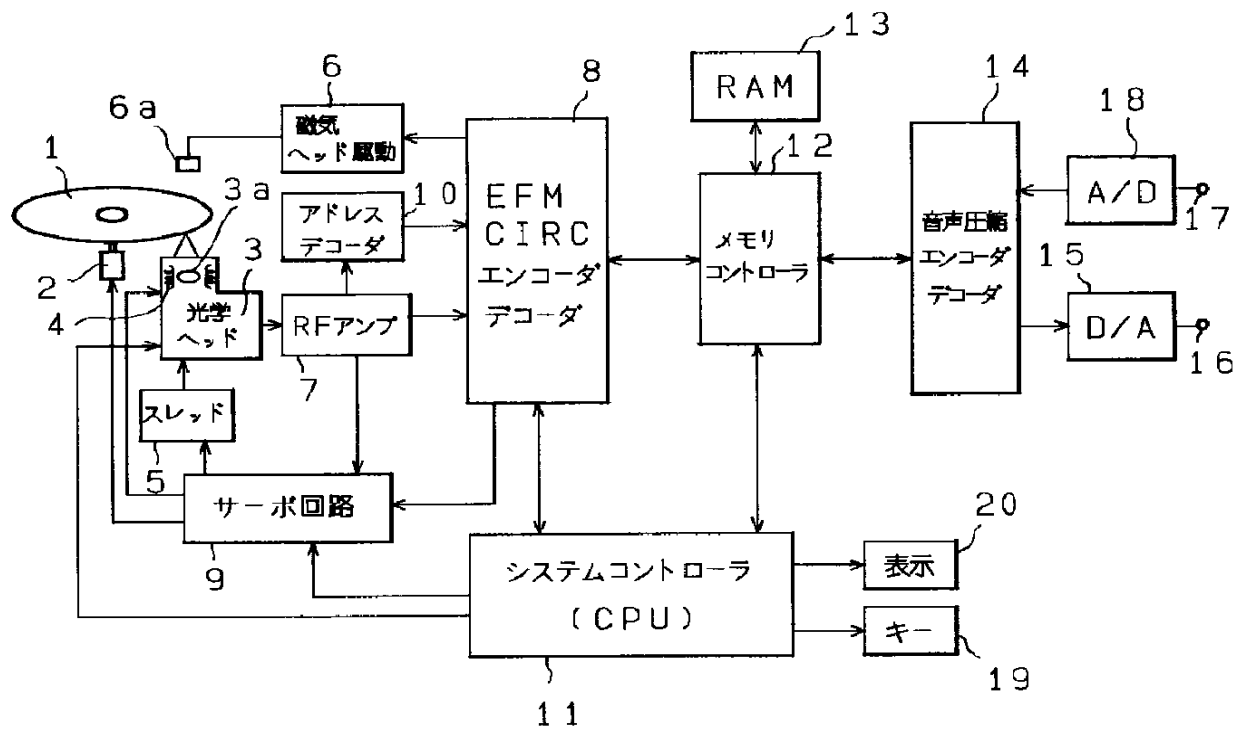 13
RAM
6
6a
磁気
ヘッド駆動
8
14
18
12
A/D
17
1
3a
10
アドレス
デコーダ
EFM
CIRC
エンコーダ
デコーダ
メモリ
コントローラ
音声圧縮
エンコーダ
デコーダ
15
D/A
16
2
4
3
光学
ヘッド
RFアンプ
7
スレッド
5
サーボ回路
9
システムコントローラ
(CPU)
11
20
表示
キー
19